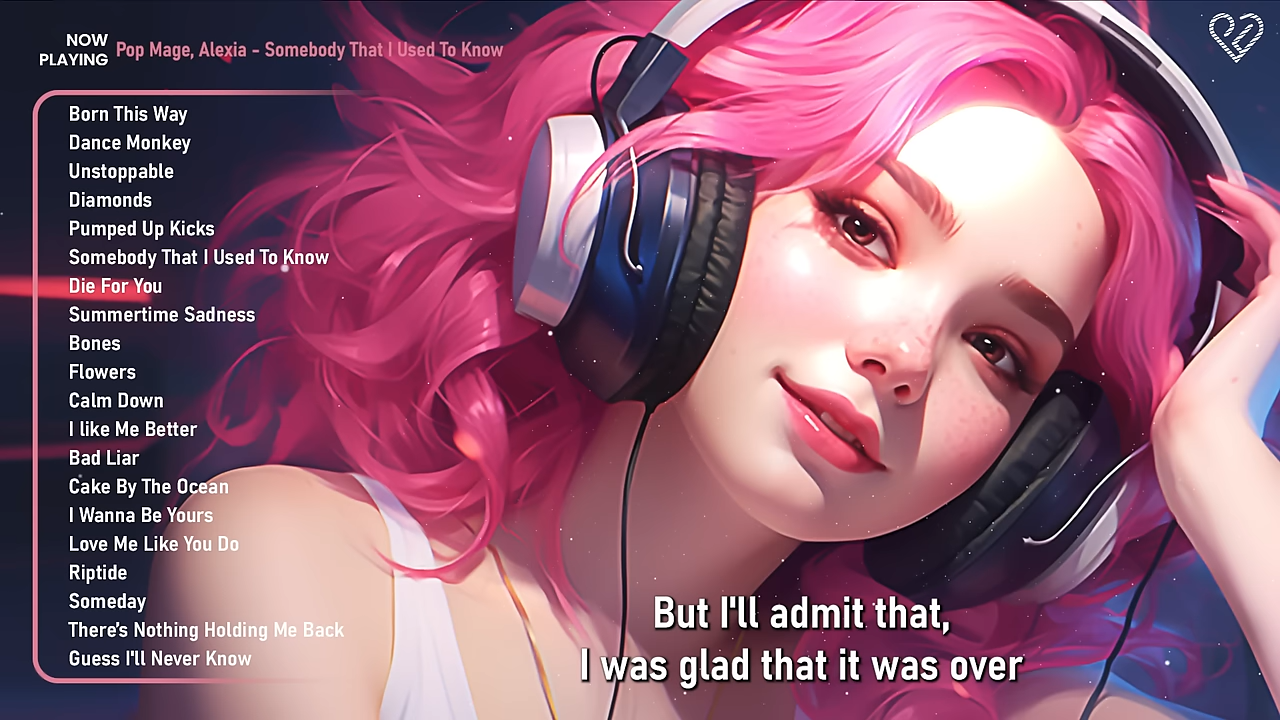 NOW
PLAYING
Pop Mage, Alexia - Somebody That I Used To Know
Born This Way
Dance Monkey
Unstoppable
Diamonds
Pumped Up Kicks
Somebody That I Used To Know
Die For You
Summertime Sadness
Bones
Flowers
Calm Down
I like Me Better
Bad Liar
Cake By The Ocean
I Wanna Be Yours
Love Me Like You Do
Riptide
Someday
There's Nothing Holding Me Back
Guess I'll Never Know
But I'll admit that,
I was glad that it was over